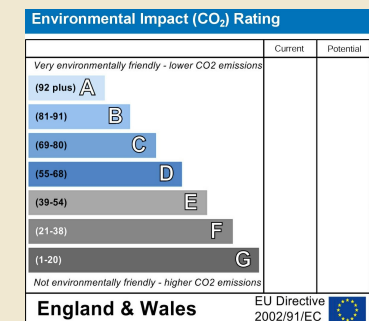 Environmental Impact (CO₂) Rating
Current Potential
Very environmentally friendly - lower CO2 emissions
(92 plus) A
(81-91) B
(69-80) C
(55-68) D
(39-54) E
(21-38) F
(1-20) G
Not environmentally friendly - higher CO2 emissions
England & Wales
EU Directive
2002/91/EC